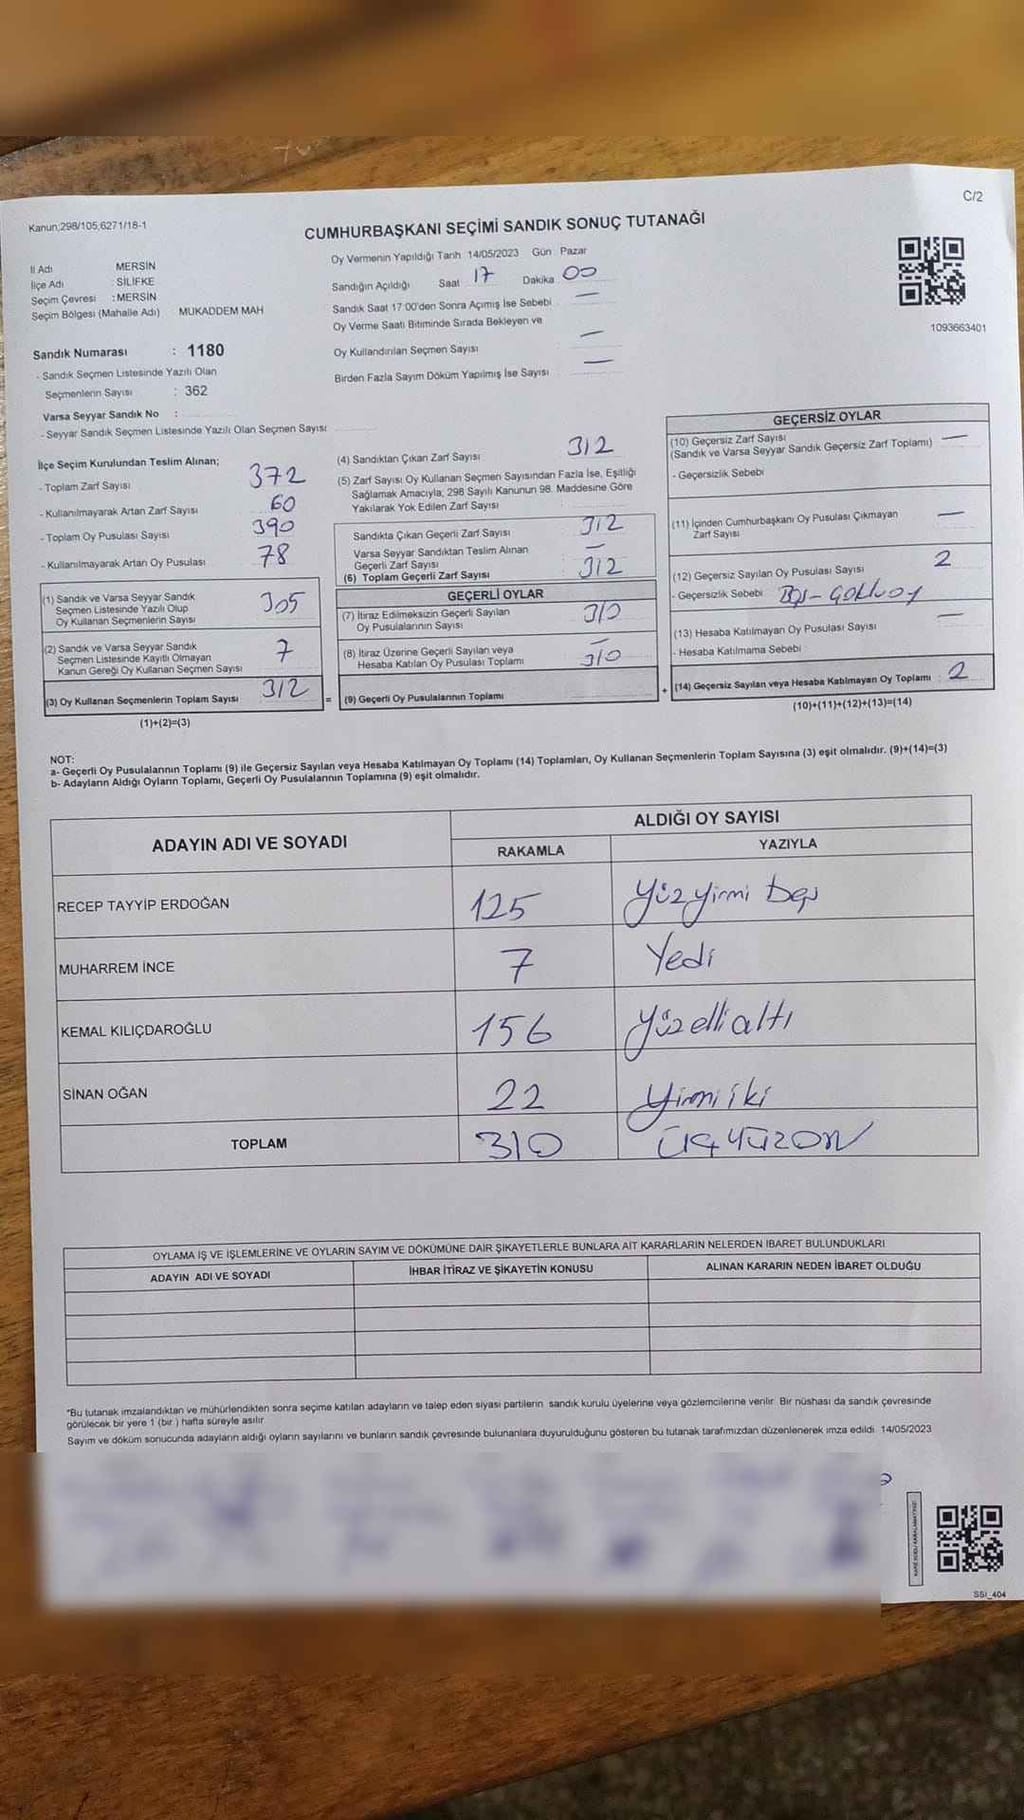 C/2
Kanun;298/105,6271/18-1
CUMHURBAŞKANI SEÇİMİ SANDIK SONUÇ TUTANAĞI
İl Adı MERSİN
İlçe Adı : SİLİFKE
Seçim Çevresi : MERSİN
Seçim Bölgesi (Mahalle Adı) MUKADDEM MAH
Oy Vermenin Yapıldığı Tarih 14/05/2023 Gün Pazar
Sandığın Açıldığı Saat 17 Dakika 00
Sandık Saat 17:00'den Sonra Açımış İse Sebebi —
Oy Verme Saati Bitiminde Sırada Bekleyen ve
Oy Kullandırılan Seçmen Sayısı —
Birden Fazla Sayım Döküm Yapılmış İse Sayısı —
1093663401
Sandık Numarası : 1180
- Sandık Seçmen Listesinde Yazılı Olan
Seçmenlerin Sayısı : 362
Varsa Seyyar Sandık No :
- Seyyar Sandık Seçmen Listesinde Yazılı Olan Seçmen Sayısı
İlçe Seçim Kurulundan Teslim Alınan;
- Toplam Zarf Sayısı 372
- Kullanılmayarak Artan Zarf Sayısı 60
- Toplam Oy Pusulası Sayısı 390
- Kullanılmayarak Artan Oy Pusulası 78
(1) Sandık ve Varsa Seyyar Sandık
Seçmen Listesinde Yazılı Olup
Oy Kullanan Seçmenlerin Sayısı 305
(2) Sandık ve Varsa Seyyar Sandık
Seçmen Listesinde Kayıtlı Olmayan
Kanun Gereği Oy Kullanan Seçmen Sayısı 7
(3) Oy Kullanan Seçmenlerin Toplam Sayısı 312
(1)+(2)=(3)
(4) Sandıktan Çıkan Zarf Sayısı 312
(5) Zarf Sayısı Oy Kullanan Seçmen Sayısından Fazla İse, Eşitliği
Sağlamak Amacıyla, 298 Sayılı Kanunun 98. Maddesine Göre
Yakılarak Yok Edilen Zarf Sayısı
Sandıkta Çıkan Geçerli Zarf Sayısı 312
Varsa Seyyar Sandıktan Teslim Alınan
Geçerli Zarf Sayısı —
(6) Toplam Geçerli Zarf Sayısı 312
GEÇERLİ OYLAR
(7) İtiraz Edilmeksizin Geçerli Sayılan
Oy Pusulalarının Sayısı 310
(8) İtiraz Üzerine Geçerli Sayılan veya
Hesaba Katılan Oy Pusulası Toplamı —
= (9) Geçerli Oy Pusulalarının Toplamı 310
GEÇERSİZ OYLAR
(10) Geçersiz Zarf Sayısı
(Sandık ve Varsa Seyyar Sandık Geçersiz Zarf Toplamı) —
- Geçersizlik Sebebi
(11) İçinden Cumhurbaşkanı Oy Pusulası Çıkmayan
Zarf Sayısı —
(12) Geçersiz Sayılan Oy Pusulası Sayısı 2
- Geçersizlik Sebebi Boş-
(13) Hesaba Katılmayan Oy Pusulası Sayısı —
- Hesaba Katılmama Sebebi
+ (14) Geçersiz Sayılan veya Hesaba Katılmayan Oy Toplamı : 2
(10)+(11)+(12)+(13)=(14)
NOT:
a- Geçerli Oy Pusulalarının Toplamı (9) ile Geçersiz Sayılan veya Hesaba Katılmayan Oy Toplamı (14) Toplamları, Oy Kullanan Seçmenlerin Toplam Sayısına (3) eşit olmalıdır. (9)+(14)=(3)
b- Adayların Aldığı Oyların Toplamı, Geçerli Oy Pusulalarının Toplamına (9) eşit olmalıdır.
ADAYIN ADI VE SOYADI ALDIĞI OY SAYISI
RAKAMLA YAZIYLA
RECEP TAYYİP ERDOĞAN 125 Yüzyirmi beş
MUHARREM İNCE 7 Yedi
KEMAL KILIÇDAROĞLU 156 Yüzellialtı
SİNAN OĞAN 22 Yirmiiki
TOPLAM 310 ÜÇYÜZON
OYLAMA İŞ VE İŞLEMLERİNE VE OYLARIN SAYIM VE DÖKÜMÜNE DAİR ŞİKAYETLERLE BUNLARA AİT KARARLARIN NELERDEN İBARET BULUNDUKLARI
ADAYIN ADI VE SOYADI İHBAR İTİRAZ VE ŞİKAYETİN KONUSU ALINAN KARARIN NEDEN İBARET OLDUĞU
"Bu tutanak imzalandıktan ve mühürlendikten sonra seçime katılan adayların ve talep eden siyasi partilerin sandık kurulu üyelerine veya gözlemcilerine verilir. Bir nüshası da sandık çevresinde
görülecek bir yere 1 (bir ) hafta süreyle asılır
Sayım ve döküm sonucunda adayların aldığı oyların sayılarını ve bunların sandık çevresinde bulunanlara duyurulduğunu gösteren bu tutanak tarafımızdan düzenlenerek imza edildi. 14/05/2023
SSI_404